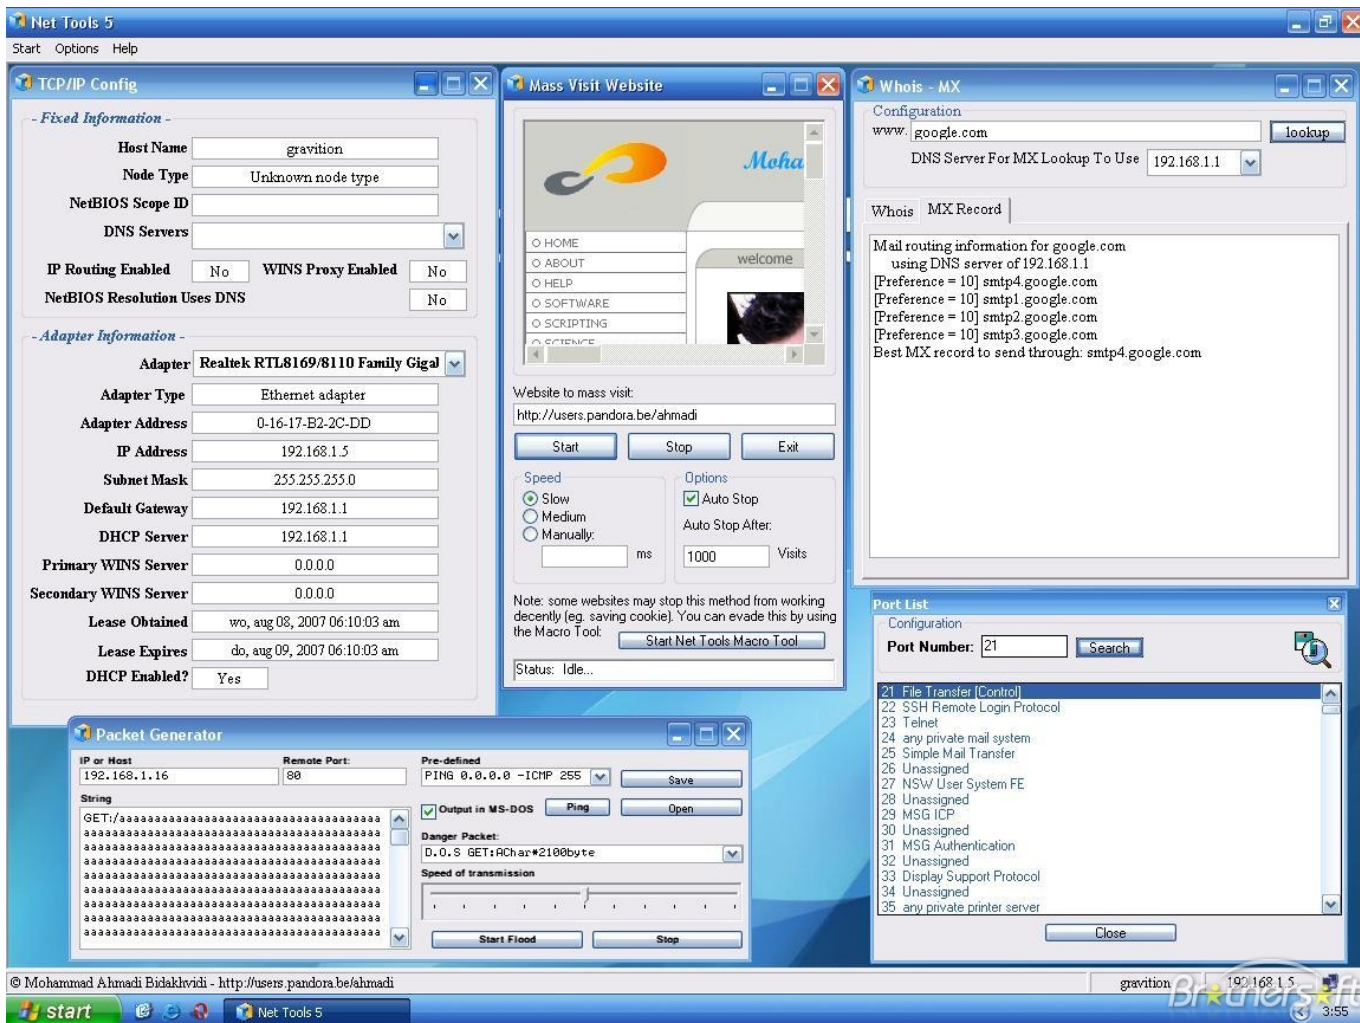 Net Tools 5
Start Options Help
TCP/IP Config
- Fixed Information -
Host Name gravition
Node Type Unknown node type
NetBIOS Scope ID
DNS Servers
IP Routing Enabled No WINS Proxy Enabled No
NetBIOS Resolution Uses DNS No
- Adapter Information -
Adapter Realtek RTL8169/8110 Family Gigal
Adapter Type Ethernet adapter
Adapter Address 0-16-17-B2-2C-DD
IP Address 192.168.1.5
Subnet Mask 255.255.255.0
Default Gateway 192.168.1.1
DHCP Server 192.168.1.1
Primary WINS Server 0.0.0.0
Secondary WINS Server 0.0.0.0
Lease Obtained wo, aug 08, 2007 06:10:03 am
Lease Expires do, aug 09, 2007 06:10:03 am
DHCP Enabled? Yes
Mass Visit Website
Moha
HOME
ABOUT
HELP
SOFTWARE
SCRIPTING
SCIENCE
welcome
Website to mass visit:
http://users.pandora.be/ahmadi
Start Stop Exit
Speed
Slow
Medium
Manually:
ms
Options
Auto Stop
Auto Stop After:
1000 Visits
Note: some websites may stop this method from working
decently (eg. saving cookie). You can evade this by using
the Macro Tool: Start Net Tools Macro Tool
Status: Idle...
Whois - MX
Configuration
www. google.com lookup
DNS Server For MX Lookup To Use 192.168.1.1
Whois MX Record
Mail routing information for google.com
using DNS server of 192.168.1.1
[Preference = 10] smtp4.google.com
[Preference = 10] smtp1.google.com
[Preference = 10] smtp2.google.com
[Preference = 10] smtp3.google.com
Best MX record to send through: smtp4.google.com
Port List
Configuration
Port Number: 21 Search
21 File Transfer [Control]
22 SSH Remote Login Protocol
23 Telnet
24 any private mail system
25 Simple Mail Transfer
26 Unassigned
27 NSW User System FE
28 Unassigned
29 MSG ICP
30 Unassigned
31 MSG Authentication
32 Unassigned
33 Display Support Protocol
34 Unassigned
35 any private printer server
Close
Packet Generator
IP or Host Remote Port:
192.168.1.16 80
String
GET:/aaaaaaaaaaaaaaaaaaaaaaaaaaaaaaaaaaa
aaaaaaaaaaaaaaaaaaaaaaaaaaaaaaaaaaaaaaaa
aaaaaaaaaaaaaaaaaaaaaaaaaaaaaaaaaaaaaaaa
aaaaaaaaaaaaaaaaaaaaaaaaaaaaaaaaaaaaaaaa
aaaaaaaaaaaaaaaaaaaaaaaaaaaaaaaaaaaaaaaa
aaaaaaaaaaaaaaaaaaaaaaaaaaaaaaaaaaaaaaaa
aaaaaaaaaaaaaaaaaaaaaaaaaaaaaaaaaaaaaaaa
aaaaaaaaaaaaaaaaaaaaaaaaaaaaaaaaaaaaaaaa
aaaaaaaaaaaaaaaaaaaaaaaaaaaaaaaaaaaaaaaa
Pre-defined
PING 0.0.0.0 -ICMP 255 Save
Output in MS-DOS Ping Open
Danger Packet:
D.O.S GET:AChar*2100byte
Speed of transmission
Start Flood Stop
© Mohammad Ahmadi Bidakhvidi - http://users.pandora.be/ahmadi
gravition 192.168.1.5
Brothersoft
start Net Tools 5 3:55